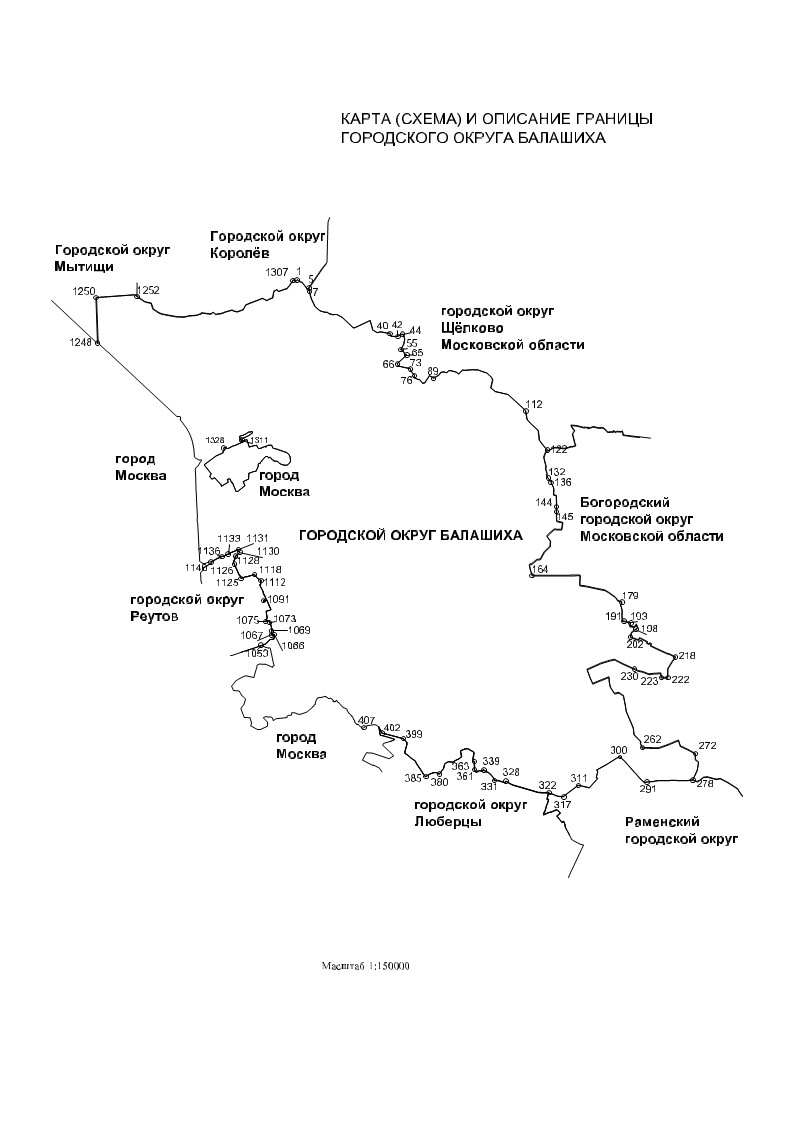 КАРТА (СХЕМА) И ОПИСАНИЕ ГРАНИЦЫ
ГОРОДСКОГО ОКРУГА БАЛАШИХА
Городской округ
Королёв
Городской округ
Мытищи
1307
1
5
7
1250
1252
1248
городской округ
Щёлково
Московской области
40
42
44
55
65
66
73
76
89
112
122
1328
1311
город
Москва
город
Москва
132
136
144
145
Богородский
городской округ
Московской области
ГОРОДСКОЙ ОКРУГ БАЛАШИХА
1133
1131
1136
1130
1128
1126
1118
1125
1112
164
городской округ
Реутов
1091
179
1075
1073
191
193
1069
198
1067
1066
202
1053
218
230
223
222
407
402
399
город
Москва
262
272
300
363
339
361
385
380
331
328
322
311
317
291
278
городской округ
Люберцы
Раменский
городской округ
Масштаб 1:150000